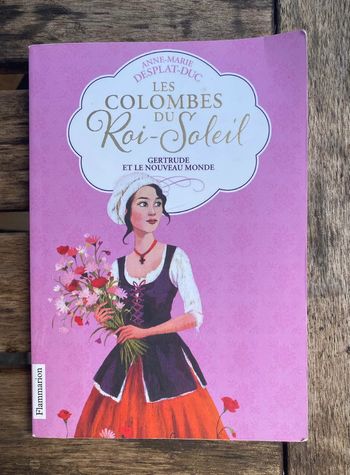 ANNE-MARIE
DESPLAT-DUC
LES
COLOMBES
DU
Roi-Soleil
GERTRUDE
ET LE NOUVEAU MONDE
Flammarion